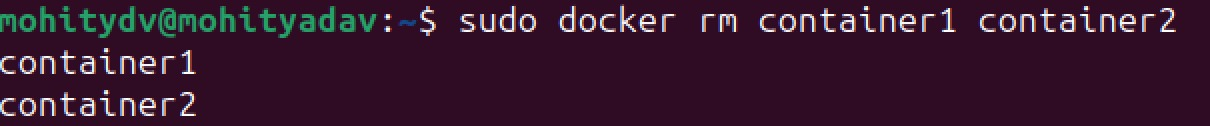 mohitydv@mohityadav:~$ sudo docker rm container1 container2
container1
container2